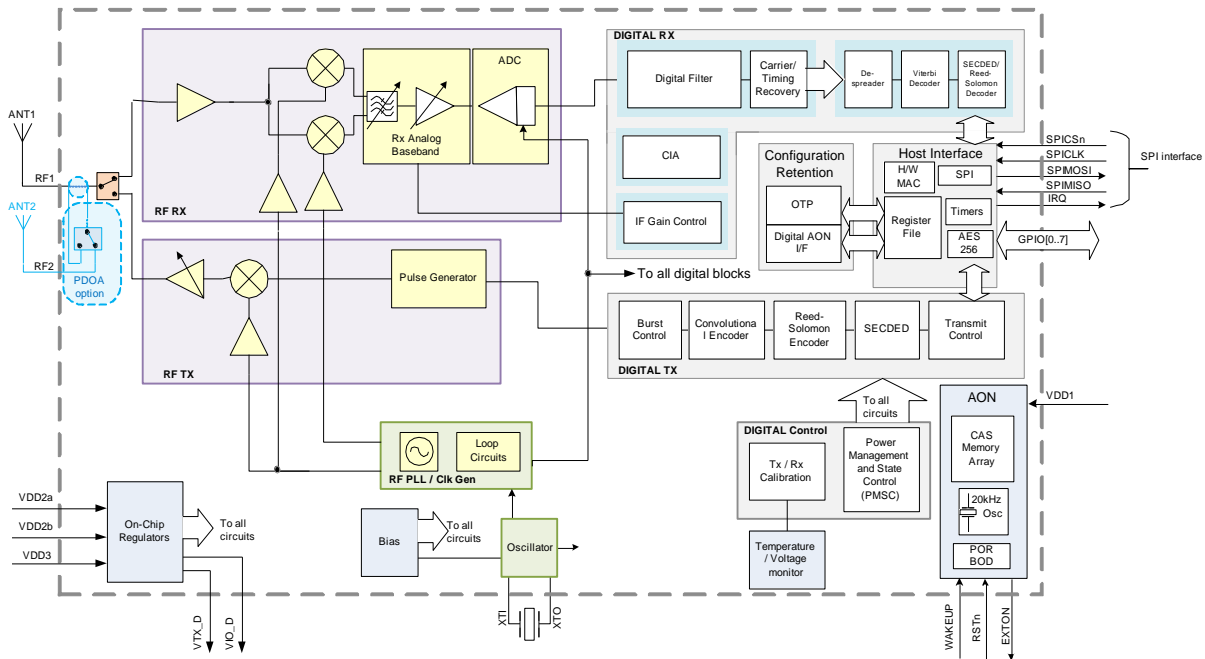 ANT1
RF1
ANT2
RF2
PDOA
option
RF RX
Rx Analog
Baseband
ADC
RF TX
Pulse Generator
DIGITAL RX
Digital Filter
Carrier/
Timing
Recovery
De-
spreader
Viterbi
Decoder
SECDED/
Reed-
Solomon
Decoder
CIA
IF Gain Control
Configuration
Retention
OTP
Digital AON
I/F
Host Interface
H/W
MAC
SPI
Register
File
Timers
AES
256
SPICSn
SPICLK
SPIMOSI
SPIMISO
IRQ
SPI interface
GPIO[0..7]
To all digital blocks
Burst
Control
Convolutiona
l Encoder
Reed-
Solomon
Encoder
SECDED
Transmit
Control
DIGITAL TX
To all
circuits
DIGITAL Control
Tx / Rx
Calibration
Power
Management
and State
Control
(PMSC)
Temperature
/ Voltage
monitor
AON
VDD1
CAS
Memory
Array
20kHz
Osc
POR
BOD
WAKEUP
RSTn
EXTON
Loop
Circuits
RF PLL / Clk Gen
VDD2a
VDD2b
VDD3
On-Chip
Regulators
To all
circuits
VTX_D
VIO_D
Bias
To all
circuits
Oscillator
XTI
XTO